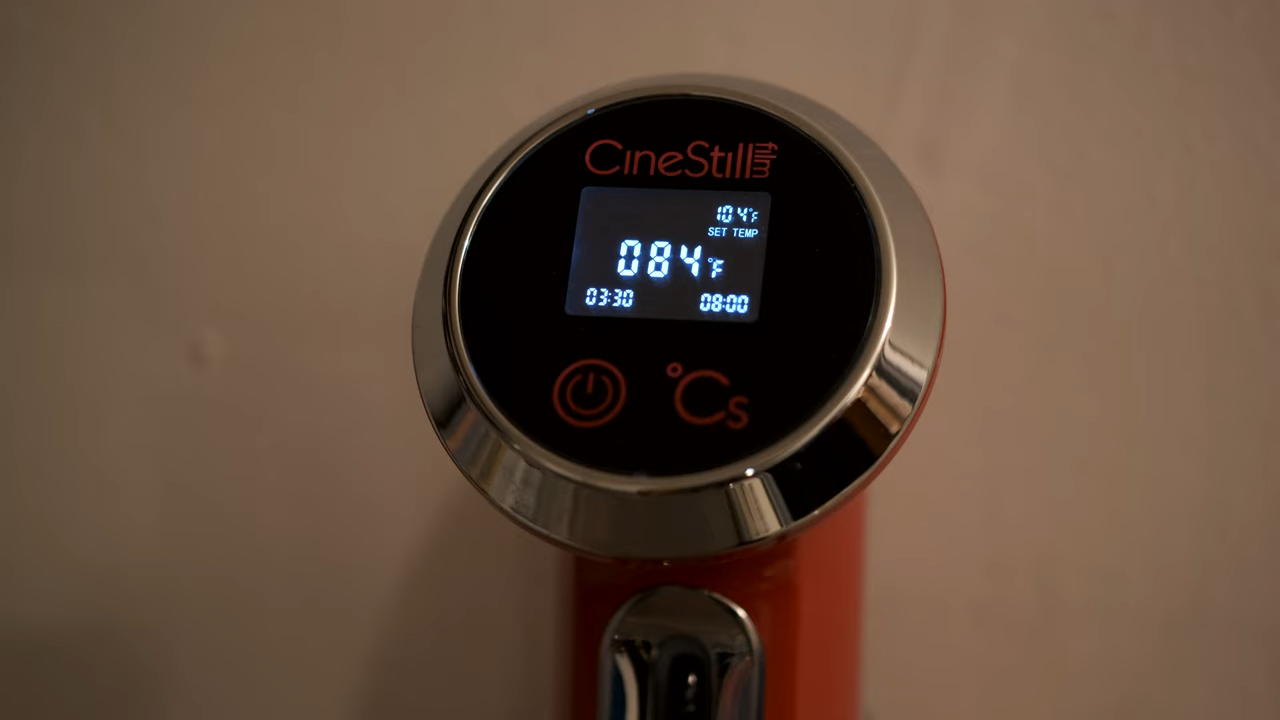 CineStill film
104°F
SET TEMP
084°F
03:30 08:00
°Cs